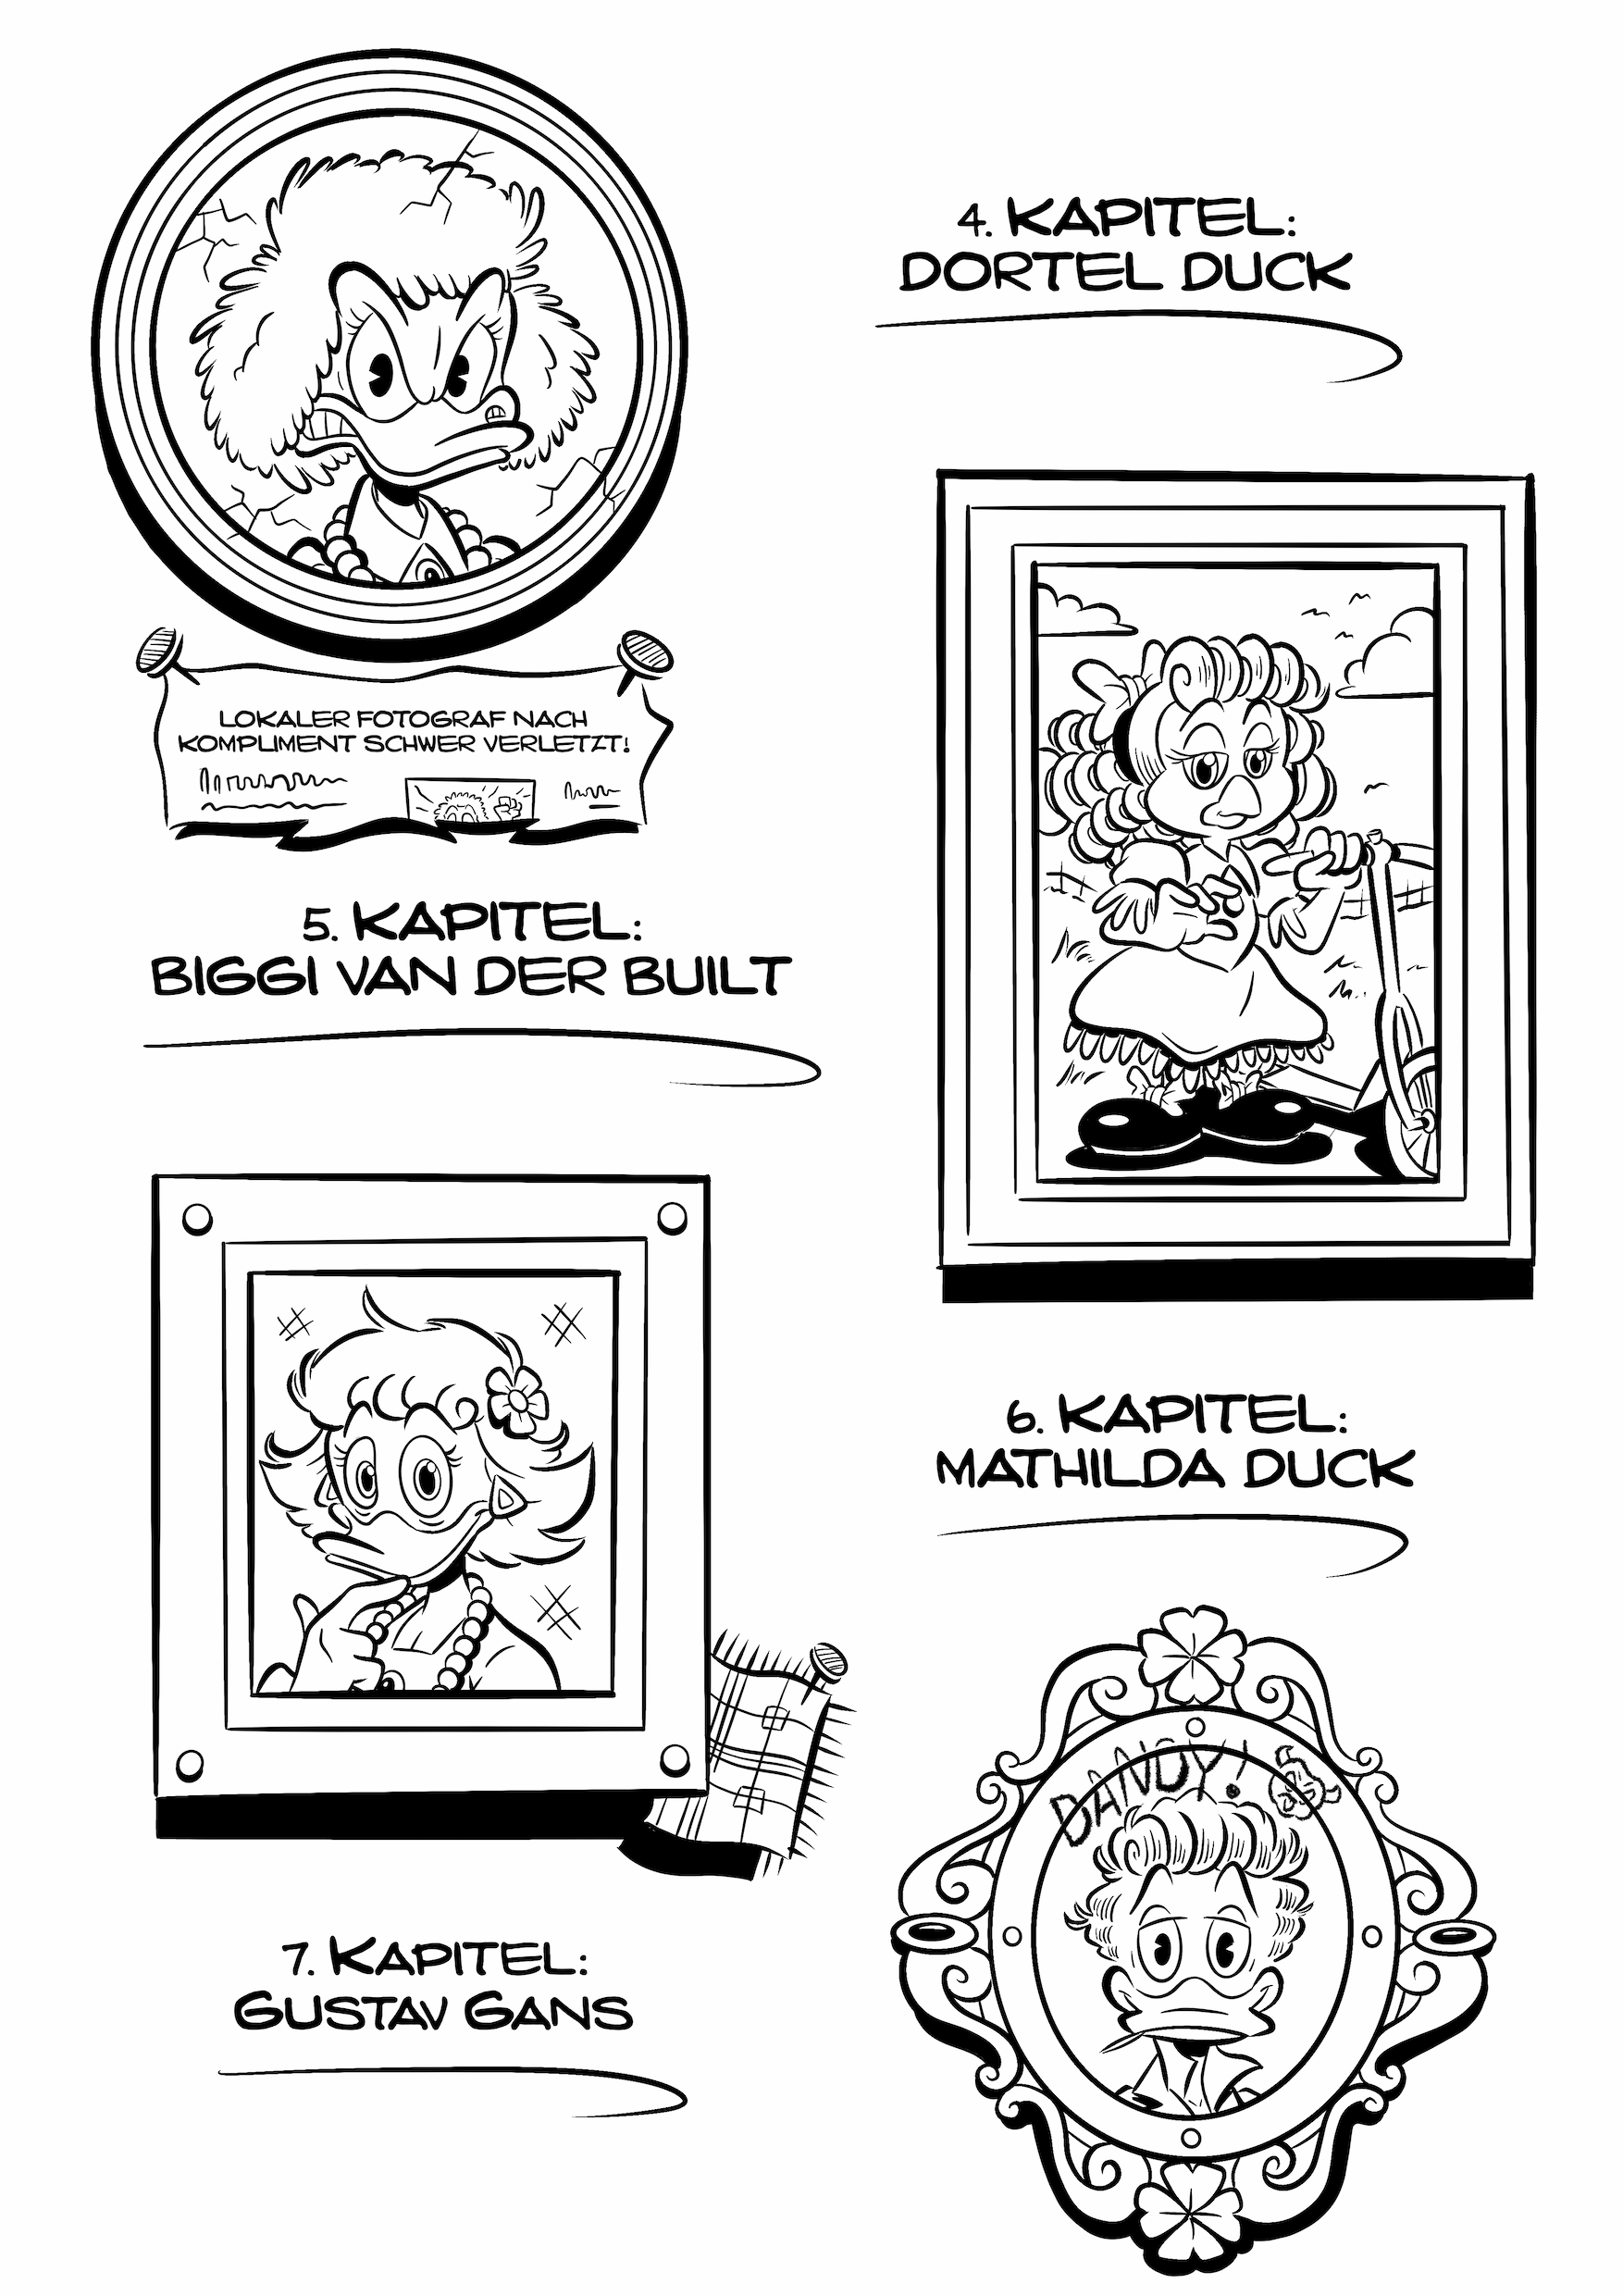 4. KAPITEL:
DORTEL DUCK
LOKALER FOTOGRAF NACH
KOMPLIMENT SCHWER VERLETZT!
5. KAPITEL:
BIGGI VAN DER BUILT
6. KAPITEL:
MATHILDA DUCK
DANDY!
7. KAPITEL:
GUSTAV GANS